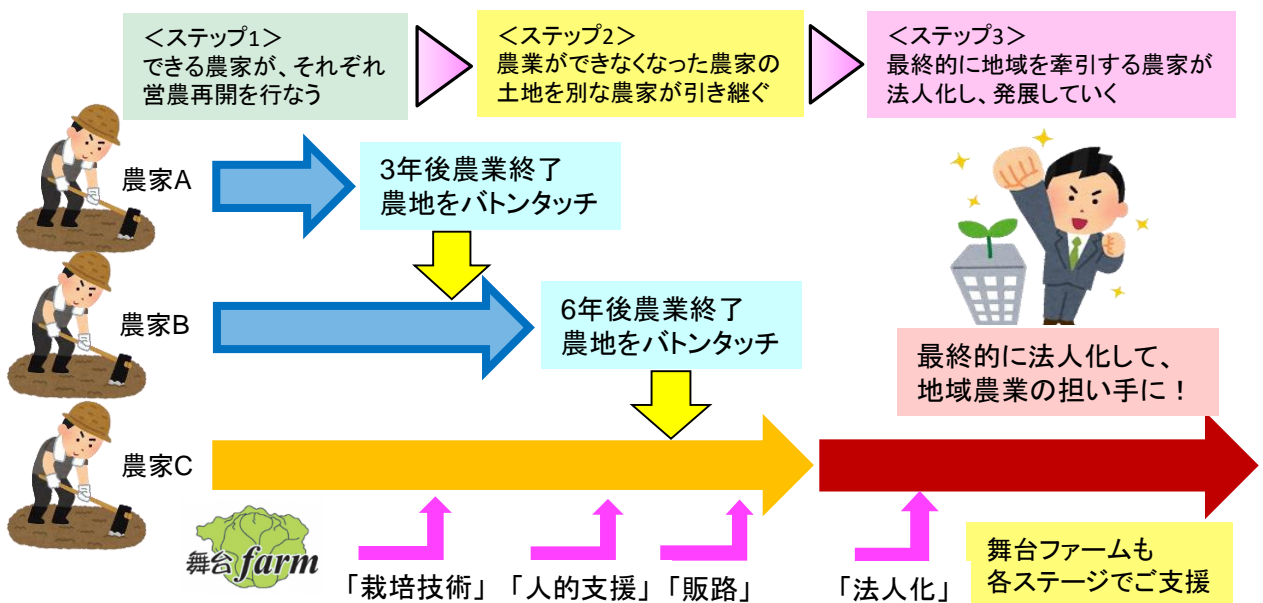 ＜ステップ1＞
できる農家が、それぞれ
営農再開を行なう
＜ステップ2＞
農業ができなくなった農家の
土地を別な農家が引き継ぐ
＜ステップ3＞
最終的に地域を牽引する農家が
法人化し、発展していく
農家A
3年後農業終了
農地をバトンタッチ
農家B
6年後農業終了
農地をバトンタッチ
最終的に法人化して、
地域農業の担い手に！
農家C
舞台farm
「栽培技術」
「人的支援」
「販路」
「法人化」
舞台ファームも
各ステージでご支援